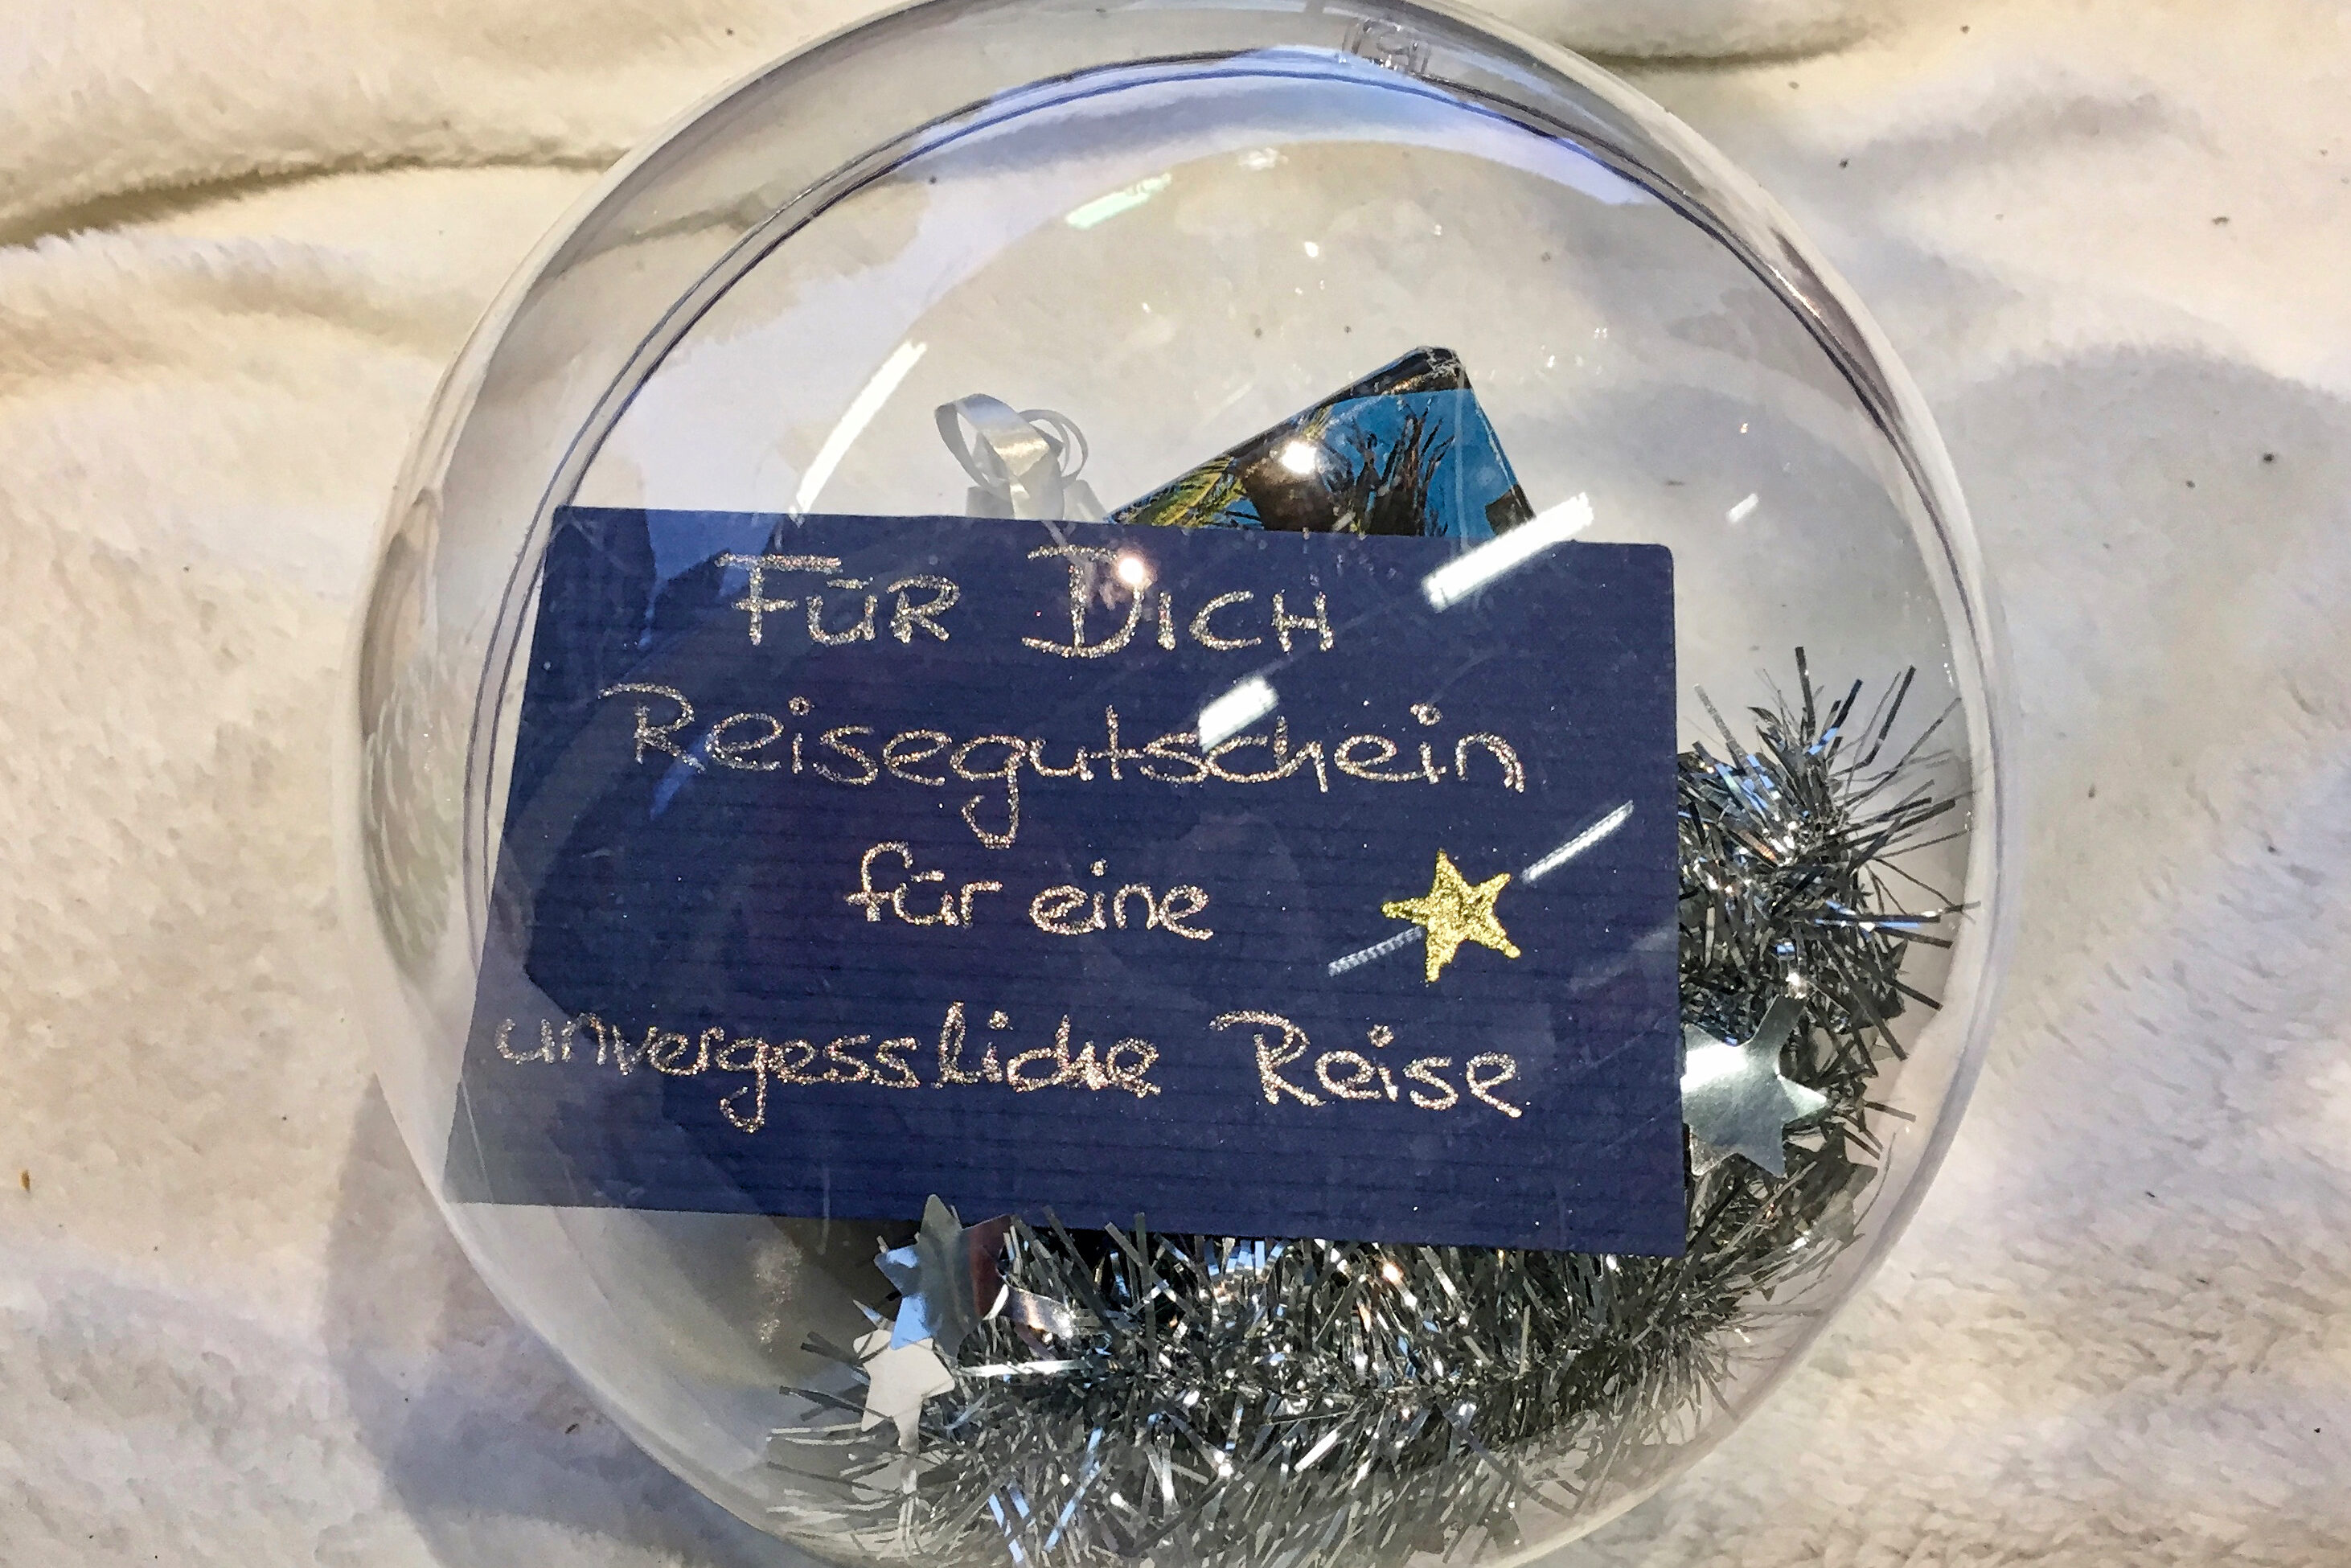 FÜR DICH
Reisegutschein
für eine
unvergessliche Reise